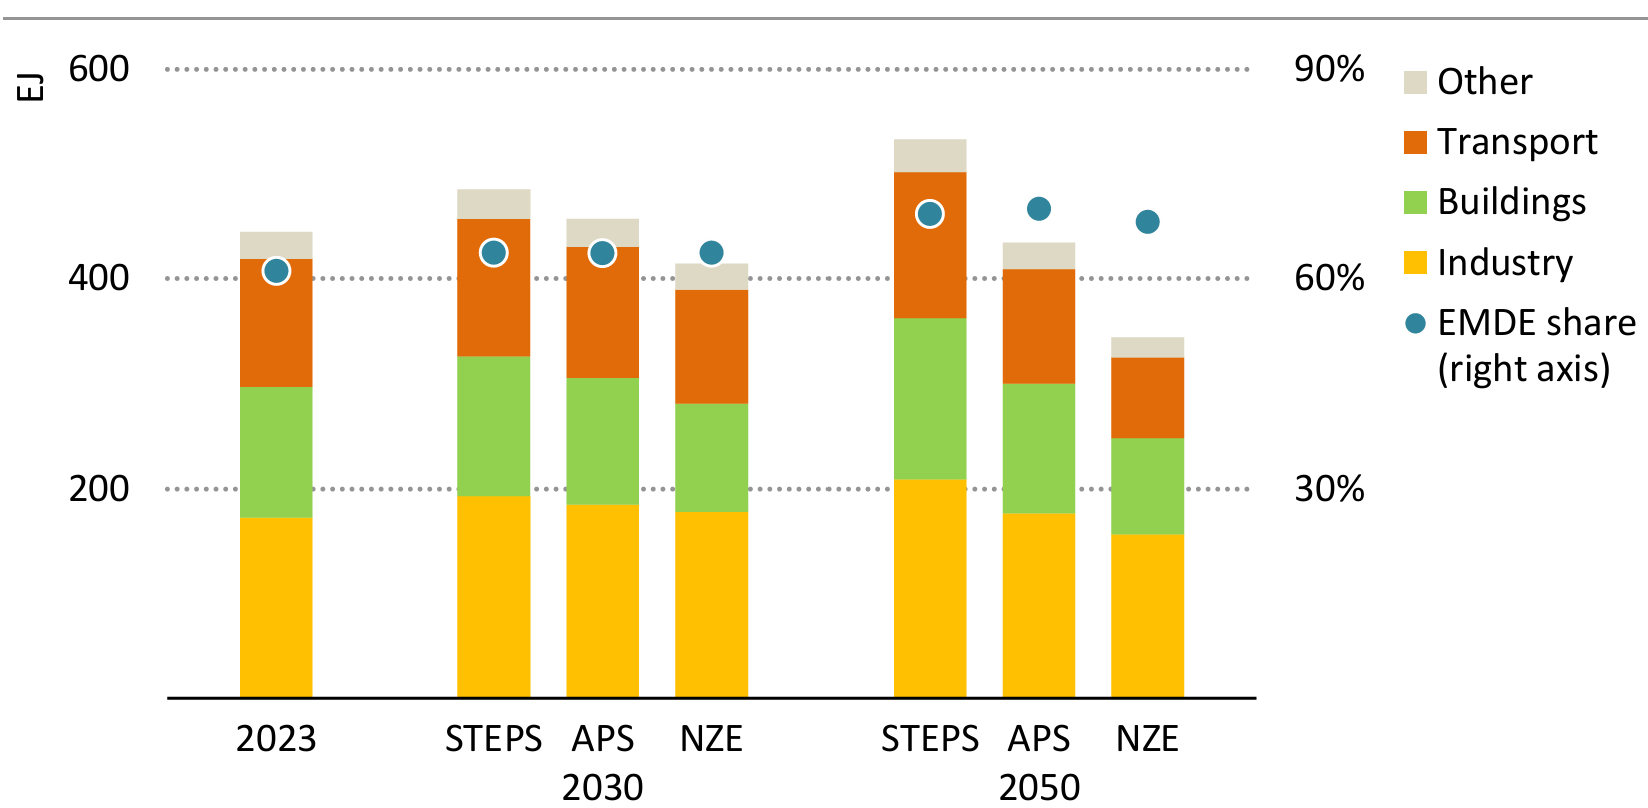 EJ
600
400
200
90%
60%
30%
Other
Transport
Buildings
Industry
EMDE share
(right axis)
2023
STEPS APS NZE
2030
STEPS APS NZE
2050